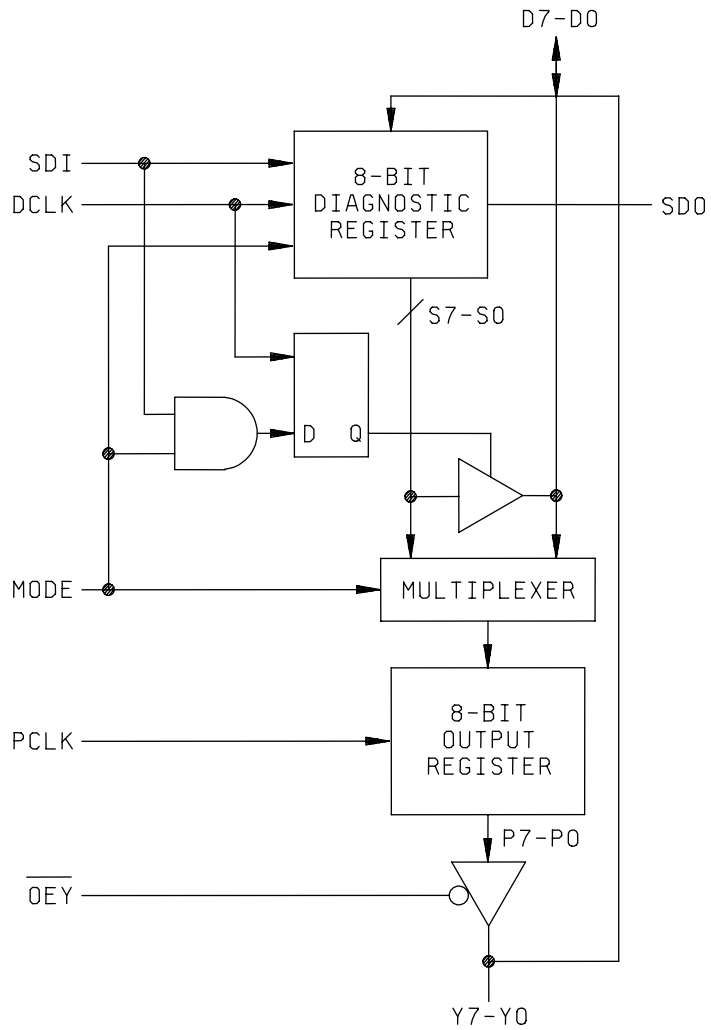 D7-D0
SDI
DCLK
8-BIT
DIAGNOSTIC
REGISTER
SDO
S7-S0
D Q
MODE
MULTIPLEXER
PCLK
8-BIT
OUTPUT
REGISTER
P7-P0
OEY
Y7-Y0